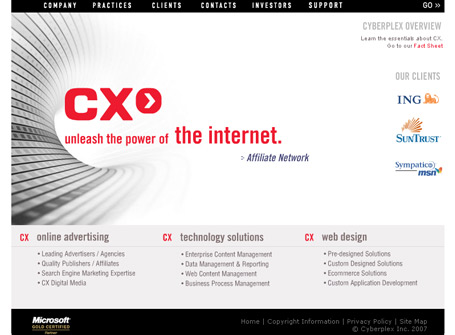 COMPANY PRACTICES CLIENTS CONTACTS INVESTORS SUPPORT GO »
CYBERPLEX OVERVIEW
Learn the essentials about CX.
Go to our Fact Sheet
OUR CLIENTS
CX
ING
unleash the power of the internet.
SUNTRUST
> Affiliate Network
Sympatico
msn
CX online advertising
• Leading Advertisers / Agencies
• Quality Publishers / Affiliates
• Search Engine Marketing Expertise
• CX Digital Media
CX technology solutions
• Enterprise Content Management
• Data Management & Reporting
• Web Content Management
• Business Process Management
CX web design
• Pre-designed Solutions
• Custom Designed Solutions
• Ecommerce Solutions
• Custom Application Development
Microsoft
GOLD CERTIFIED
Partner
Home | Copyright Information | Privacy Policy | Site Map
© Cyberplex Inc. 2007